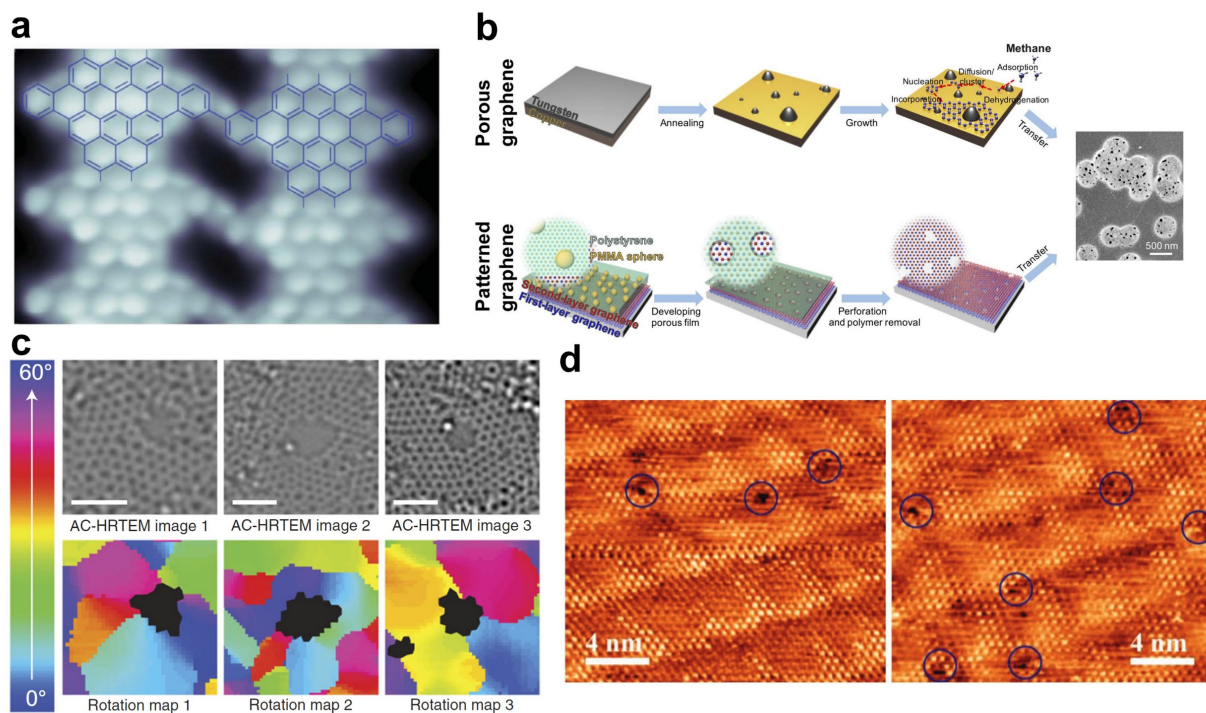 a
b
Porous
graphene
Tungsten
Copper
Annealing
Growth
Methane
Nucleation
Diffusion/
cluster
Adsorption
Incorporation
Dehydrogenation
Transfer
500 nm
Patterned
graphene
Polystyrene
PMMA sphere
Second-layer graphene
First-layer graphene
Developing
porous film
Perforation
and polymer removal
Transfer
c
60°
0°
AC-HRTEM image 1
AC-HRTEM image 2
AC-HRTEM image 3
Rotation map 1
Rotation map 2
Rotation map 3
d
4 nm
4 nm